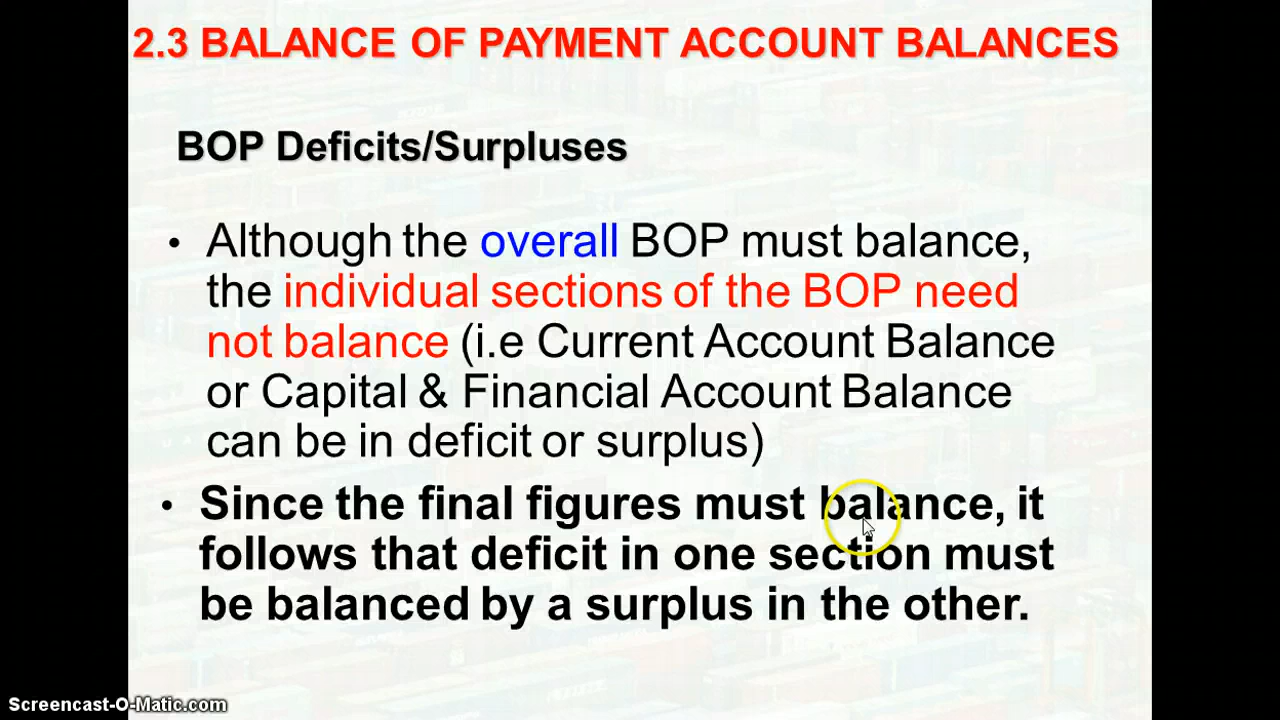 2.3 BALANCE OF PAYMENT ACCOUNT BALANCES
BOP Deficits/Surpluses
• Although the overall BOP must balance,
the individual sections of the BOP need
not balance (i.e Current Account Balance
or Capital & Financial Account Balance
can be in deficit or surplus)
• Since the final figures must balance, it
follows that deficit in one section must
be balanced by a surplus in the other.
Screencast-O-Matic.com